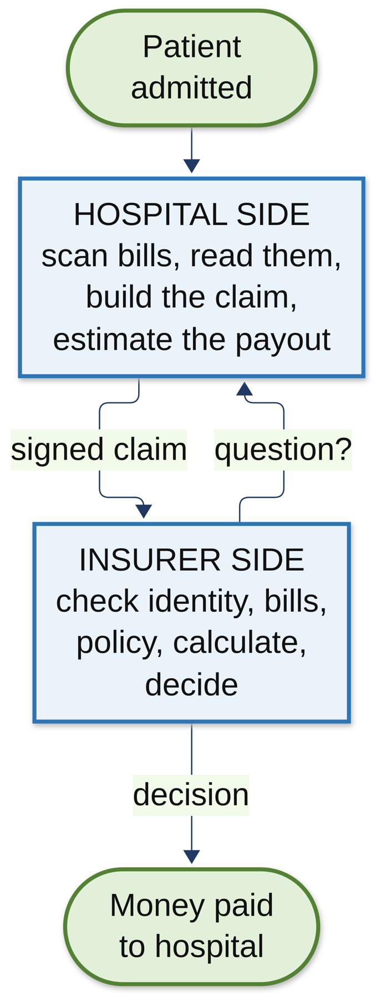 Patient
admitted
HOSPITAL SIDE
scan bills, read them,
build the claim,
estimate the payout
signed claim
question?
INSURER SIDE
check identity, bills,
policy, calculate,
decide
decision
Money paid
to hospital